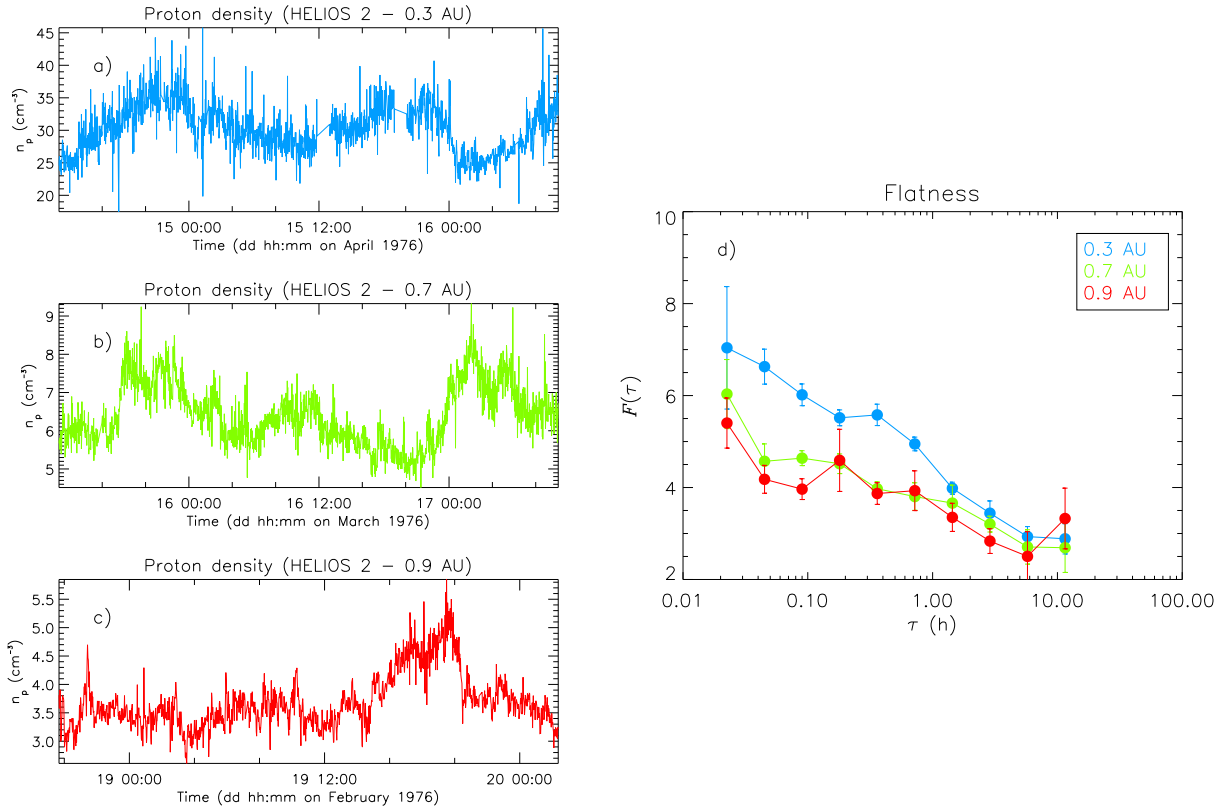 Proton density (HELIOS 2 – 0.3 AU)
a)
45
40
35
30
25
20
n_p (cm⁻³)
15 00:00 15 12:00 16 00:00
Time (dd hh:mm on April 1976)
Proton density (HELIOS 2 – 0.7 AU)
b)
9
8
7
6
5
n_p (cm⁻³)
16 00:00 16 12:00 17 00:00
Time (dd hh:mm on March 1976)
Proton density (HELIOS 2 – 0.9 AU)
c)
5.5
5.0
4.5
4.0
3.5
3.0
n_p (cm⁻³)
19 00:00 19 12:00 20 00:00
Time (dd hh:mm on February 1976)
Flatness
d)
0.3 AU
0.7 AU
0.9 AU
10
8
6
4
2
F(τ)
0.01 0.10 1.00 10.00 100.00
τ (h)